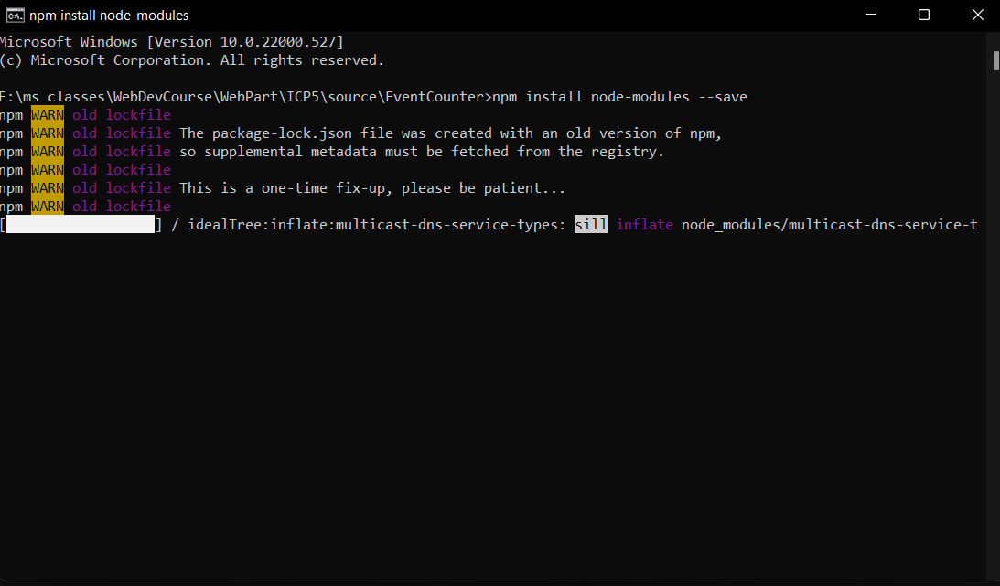 npm install node-modules
Microsoft Windows [Version 10.0.22000.527]
(c) Microsoft Corporation. All rights reserved.
E:\ms classes\WebDevCourse\WebPart\ICP5\source\EventCounter>npm install node-modules --save
npm WARN old lockfile
npm WARN old lockfile The package-lock.json file was created with an old version of npm,
npm WARN old lockfile so supplemental metadata must be fetched from the registry.
npm WARN old lockfile
npm WARN old lockfile This is a one-time fix-up, please be patient...
npm WARN old lockfile
[                  ] / idealTree:inflate:multicast-dns-service-types: sill inflate node_modules/multicast-dns-service-t